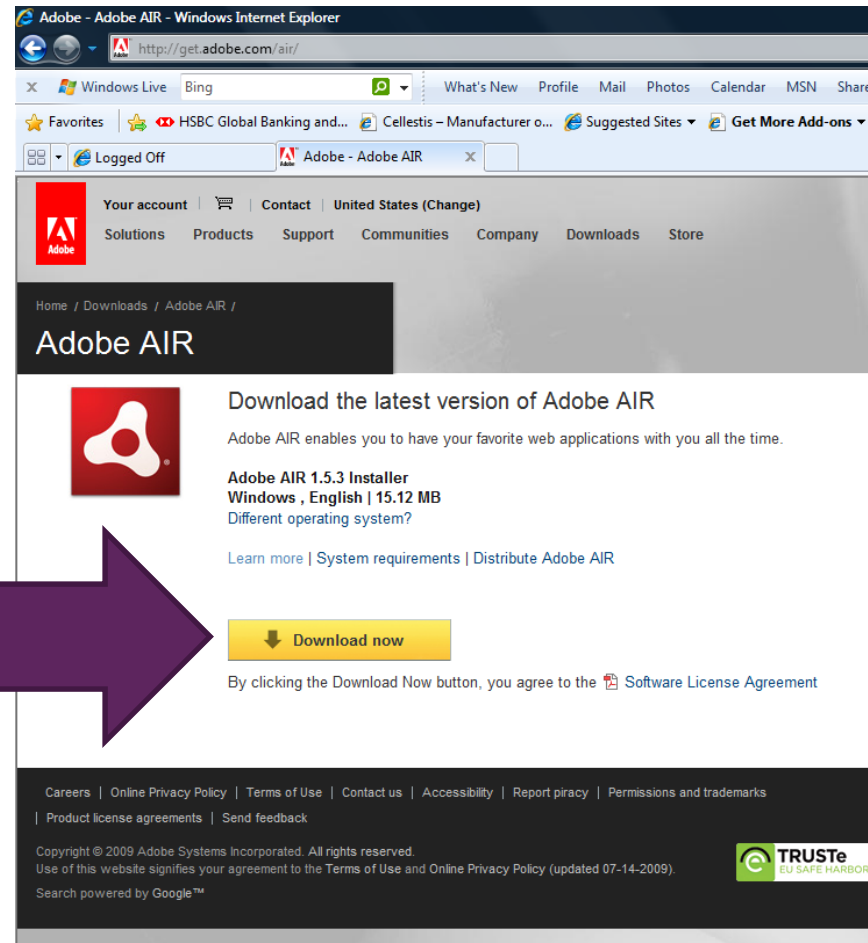 Adobe - Adobe AIR - Windows Internet Explorer
http://get.adobe.com/air/
x Windows Live Bing What's New Profile Mail Photos Calendar MSN Share
Favorites HSBC Global Banking and... Cellestis – Manufacturer o... Suggested Sites Get More Add-ons
Logged Off Adobe - Adobe AIR x
Your account | | Contact | United States (Change)
Adobe
Solutions Products Support Communities Company Downloads Store
Home / Downloads / Adobe AIR /
Adobe AIR
Download the latest version of Adobe AIR
Adobe AIR enables you to have your favorite web applications with you all the time.
Adobe AIR 1.5.3 Installer
Windows , English | 15.12 MB
Different operating system?
Learn more | System requirements | Distribute Adobe AIR
Download now
By clicking the Download Now button, you agree to the Software License Agreement
Careers | Online Privacy Policy | Terms of Use | Contact us | Accessibility | Report piracy | Permissions and trademarks
| Product license agreements | Send feedback
Copyright © 2009 Adobe Systems Incorporated. All rights reserved.
Use of this website signifies your agreement to the Terms of Use and Online Privacy Policy (updated 07-14-2009).
Search powered by Google™
TRUSTe
EU SAFE HARBOR